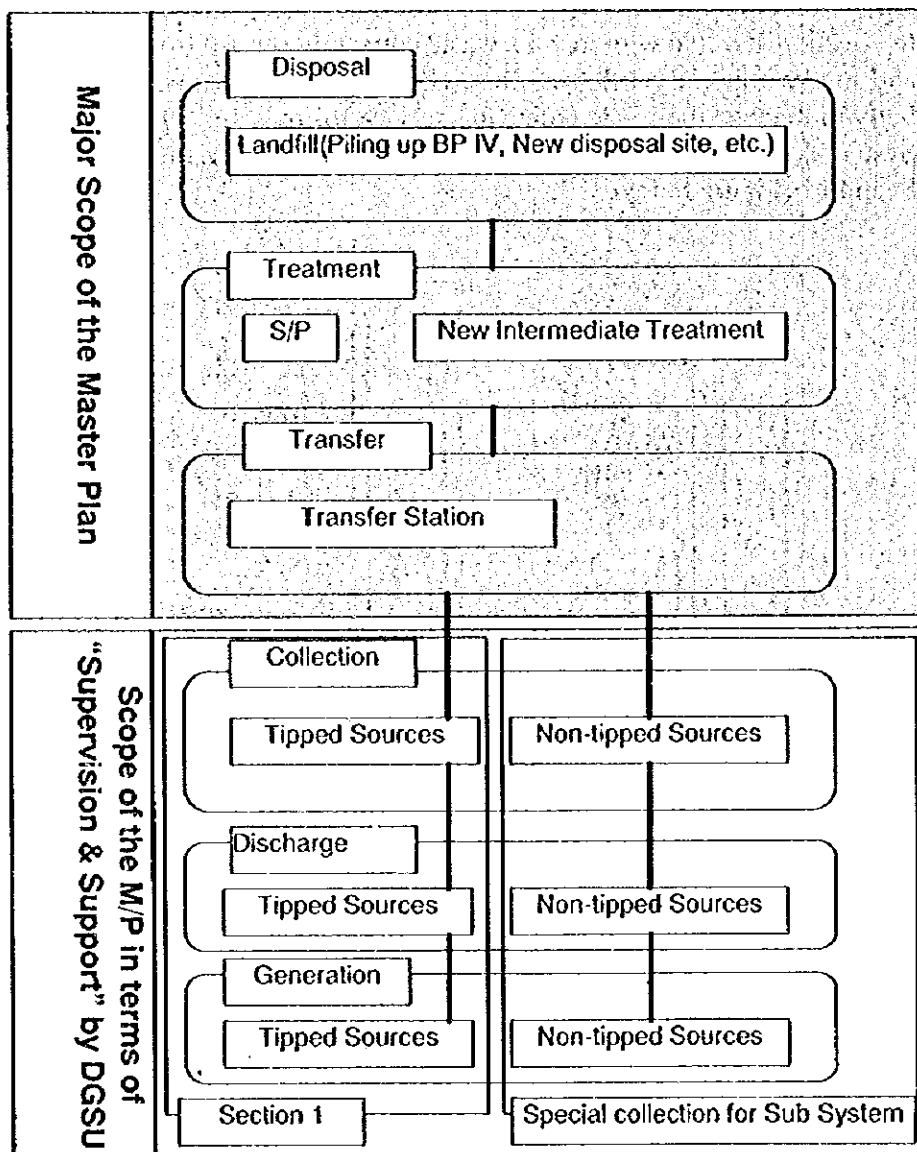 Major Scope of the Master Plan
Disposal
Landfill(Piling up BP IV, New disposal site, etc.)
Treatment
S/P
New Intermediate Treatment
Transfer
Transfer Station
Scope of the M/P in terms of
"Supervision & Support" by DGSU
Collection
Tipped Sources
Non-tipped Sources
Discharge
Tipped Sources
Non-tipped Sources
Generation
Tipped Sources
Non-tipped Sources
Section 1
Special collection for Sub System